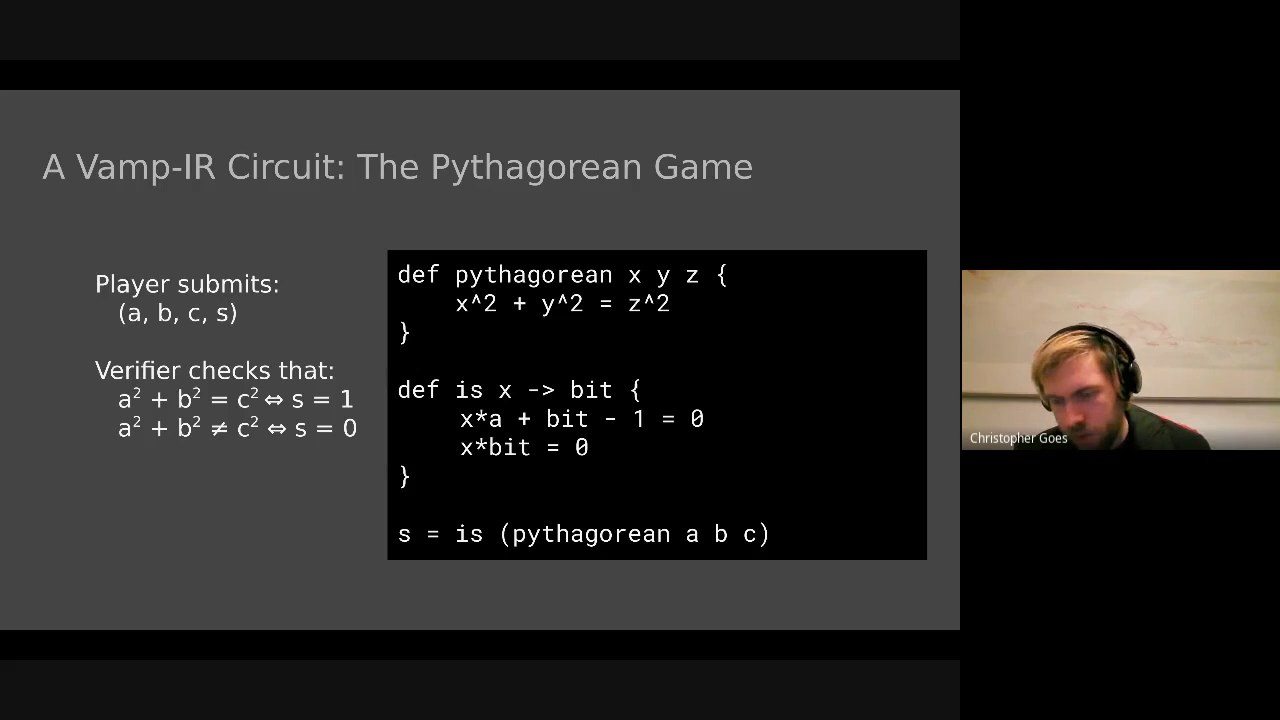 A Vamp-IR Circuit: The Pythagorean Game
Player submits:
(a, b, c, s)
Verifier checks that:
a² + b² = c² ⇔ s = 1
a² + b² ≠ c² ⇔ s = 0
def pythagorean x y z {
x^2 + y^2 = z^2
}
def is x -> bit {
x*a + bit - 1 = 0
x*bit = 0
}
s = is (pythagorean a b c)
Christopher Goes